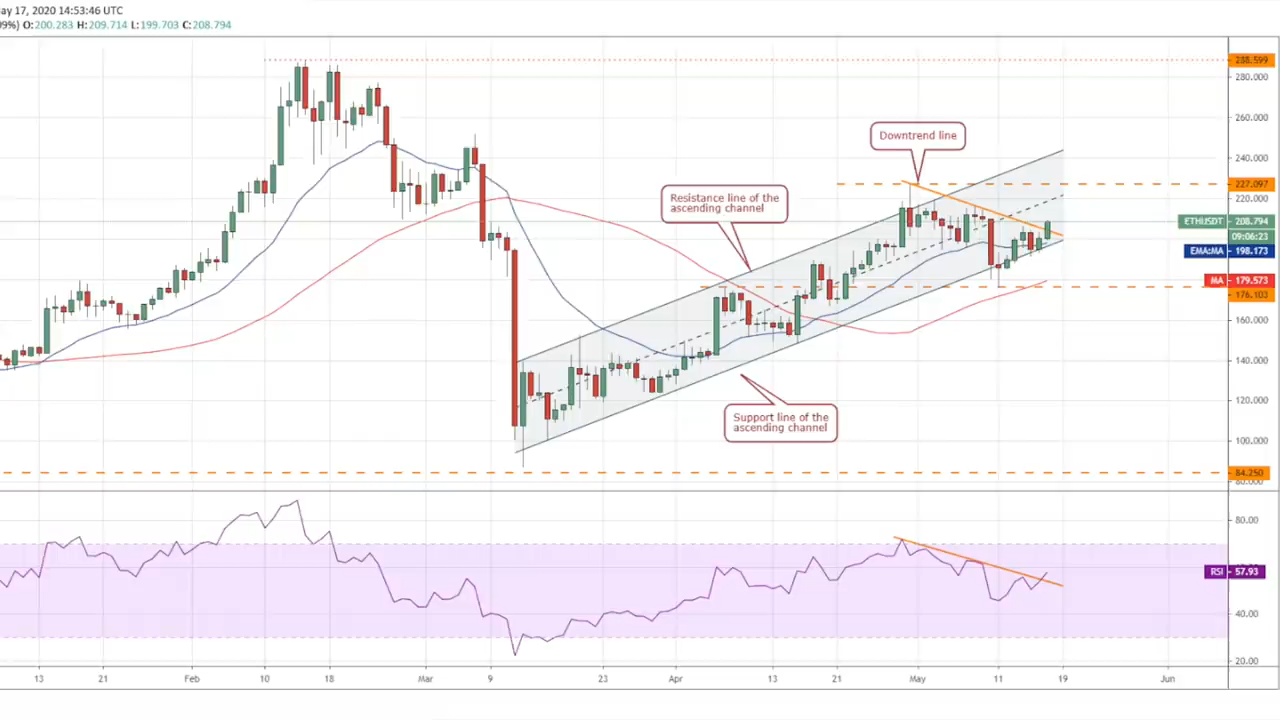 ay 17, 2020 14:53:46 UTC
09%) O:200.283 H:209.714 L:199.703 C:208.794
288.599
280.000
260.000
Downtrend line
240.000
227.097
Resistance line of the
ascending channel
220.000
ETHUSDT 208.794
09:06:23
EMA:MA 198.173
MA 179.573
176.103
160.000
140.000
120.000
Support line of the
ascending channel
100.000
84.250
80.000
80.00
RSI 57.93
40.00
20.00
13 21 Feb 10 18 Mar 9 23 Apr 13 21 May 11 19 Jun